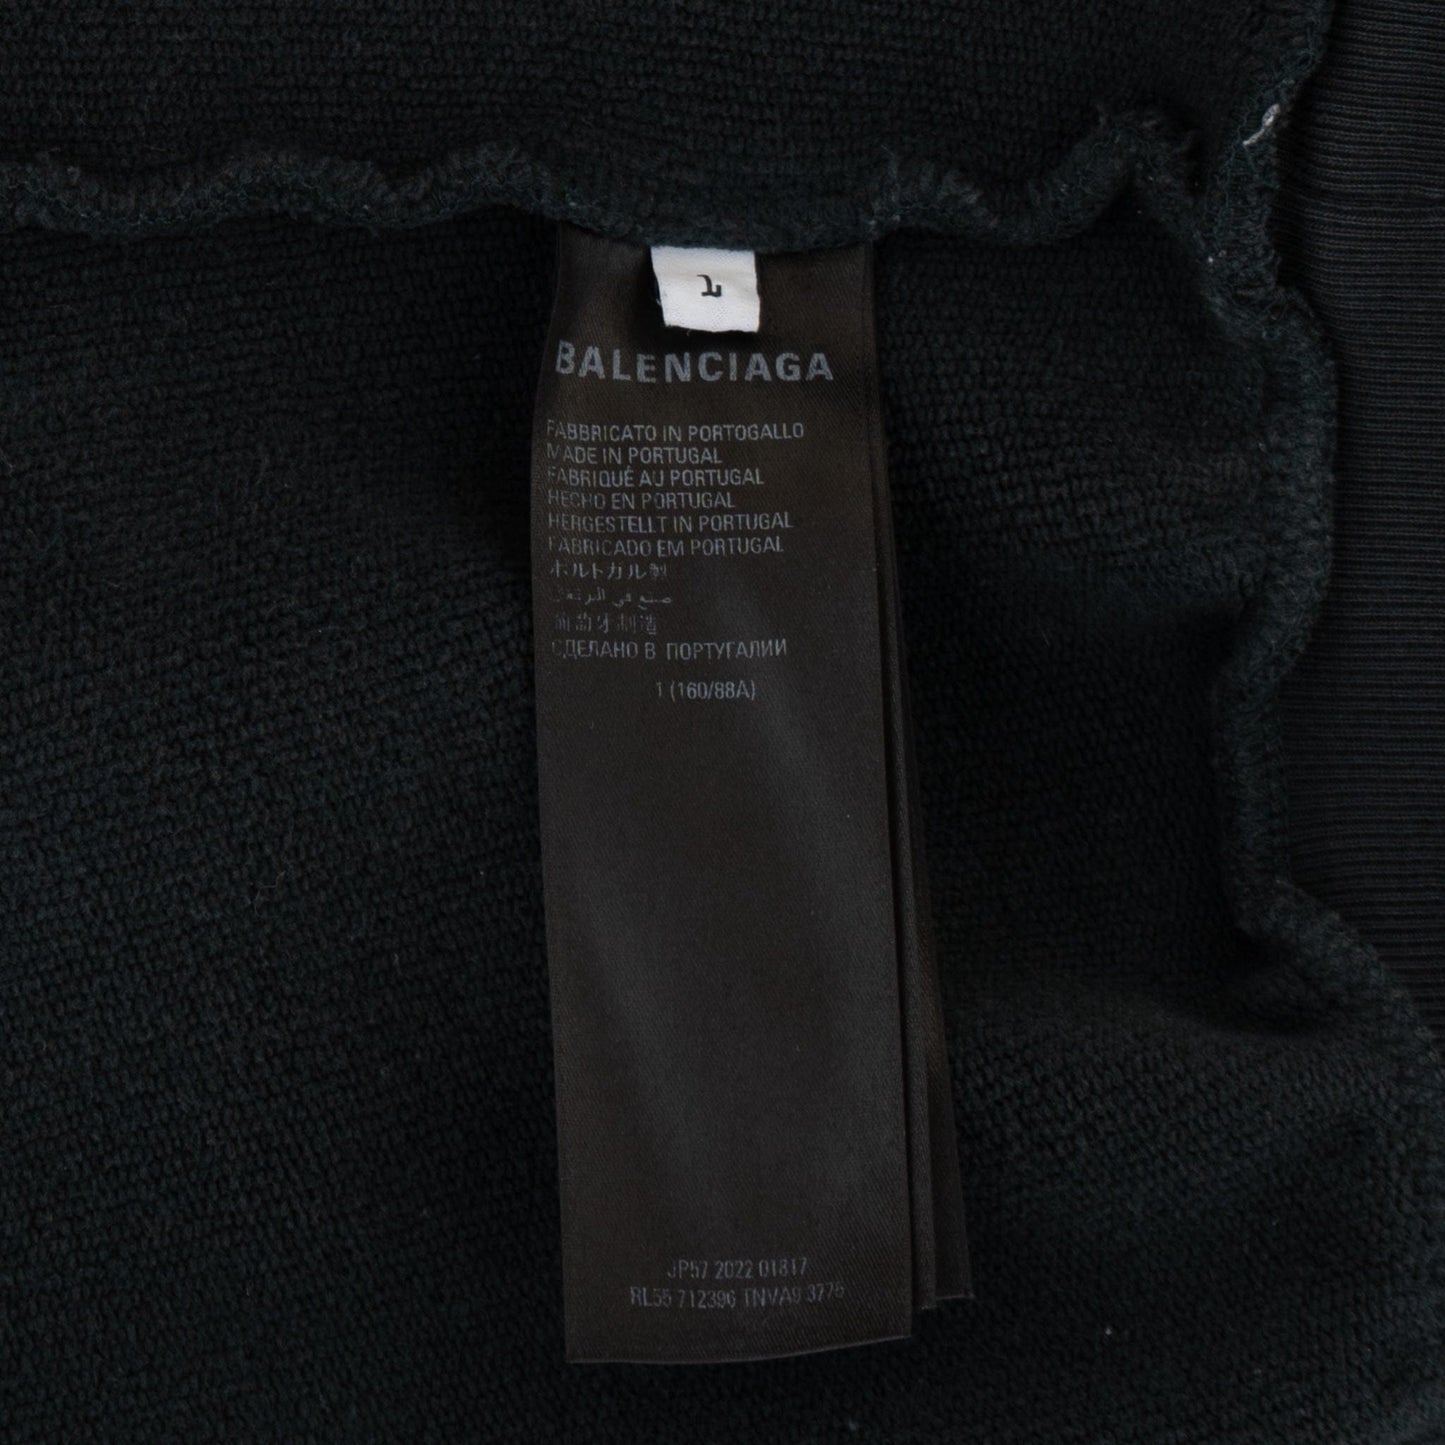 1
BALENCIAGA
FABBRICATO IN PORTOGALLO
MADE IN PORTUGAL
FABRIQUÉ AU PORTUGAL
HECHO EN PORTUGAL
HERGESTELLT IN PORTUGAL
FABRICADO EM PORTUGAL
ポルトガル製
صنع في البرتغال
葡萄牙制造
СДЕЛАНО В ПОРТУГАЛИИ
1 (160/88A)
JP57 2022 01817
RL55 712396 TNVA9 3775